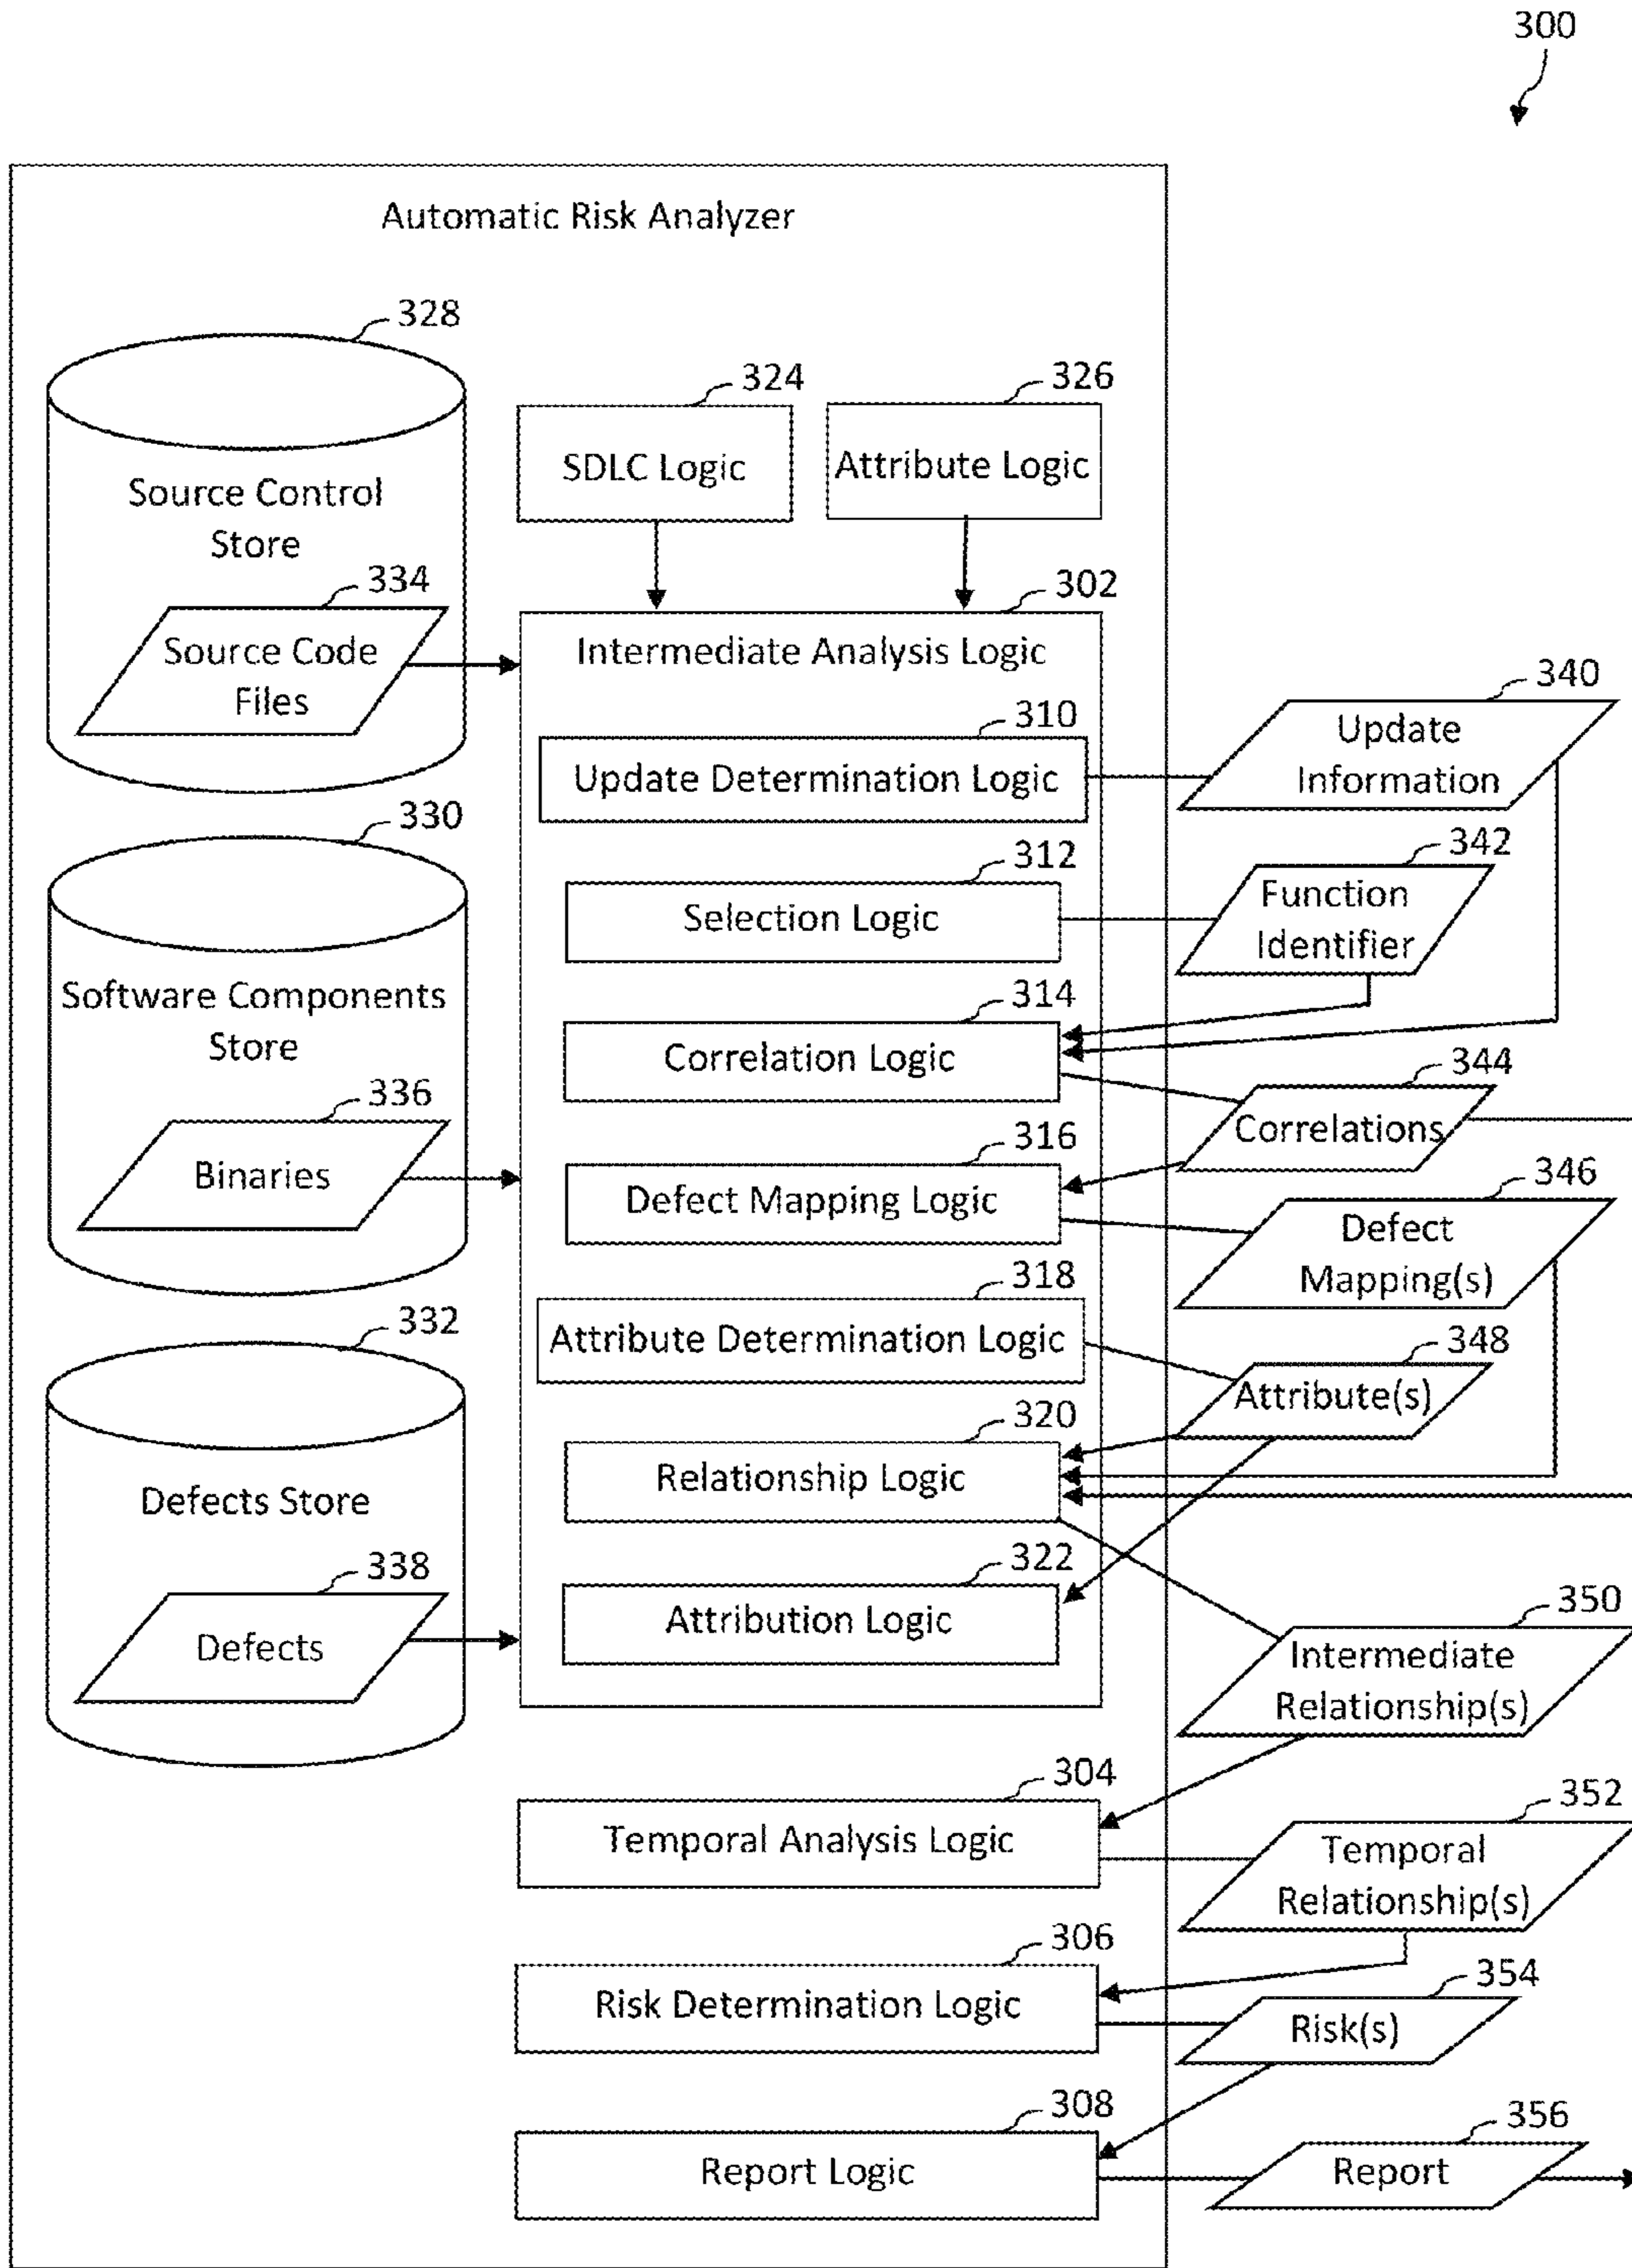 300
Automatic Risk Analyzer
328
Source Control
Store
334
Source Code
Files
324
SDLC Logic
326
Attribute Logic
302
Intermediate Analysis Logic
310
Update Determination Logic
340
Update
Information
330
Software Components
Store
336
Binaries
312
Selection Logic
342
Function
Identifier
314
Correlation Logic
344
Correlations
316
Defect Mapping Logic
346
Defect
Mapping(s)
332
Defects Store
338
Defects
318
Attribute Determination Logic
348
Attribute(s)
320
Relationship Logic
322
Attribution Logic
350
Intermediate
Relationship(s)
304
Temporal Analysis Logic
352
Temporal
Relationship(s)
306
Risk Determination Logic
354
Risk(s)
308
Report Logic
356
Report